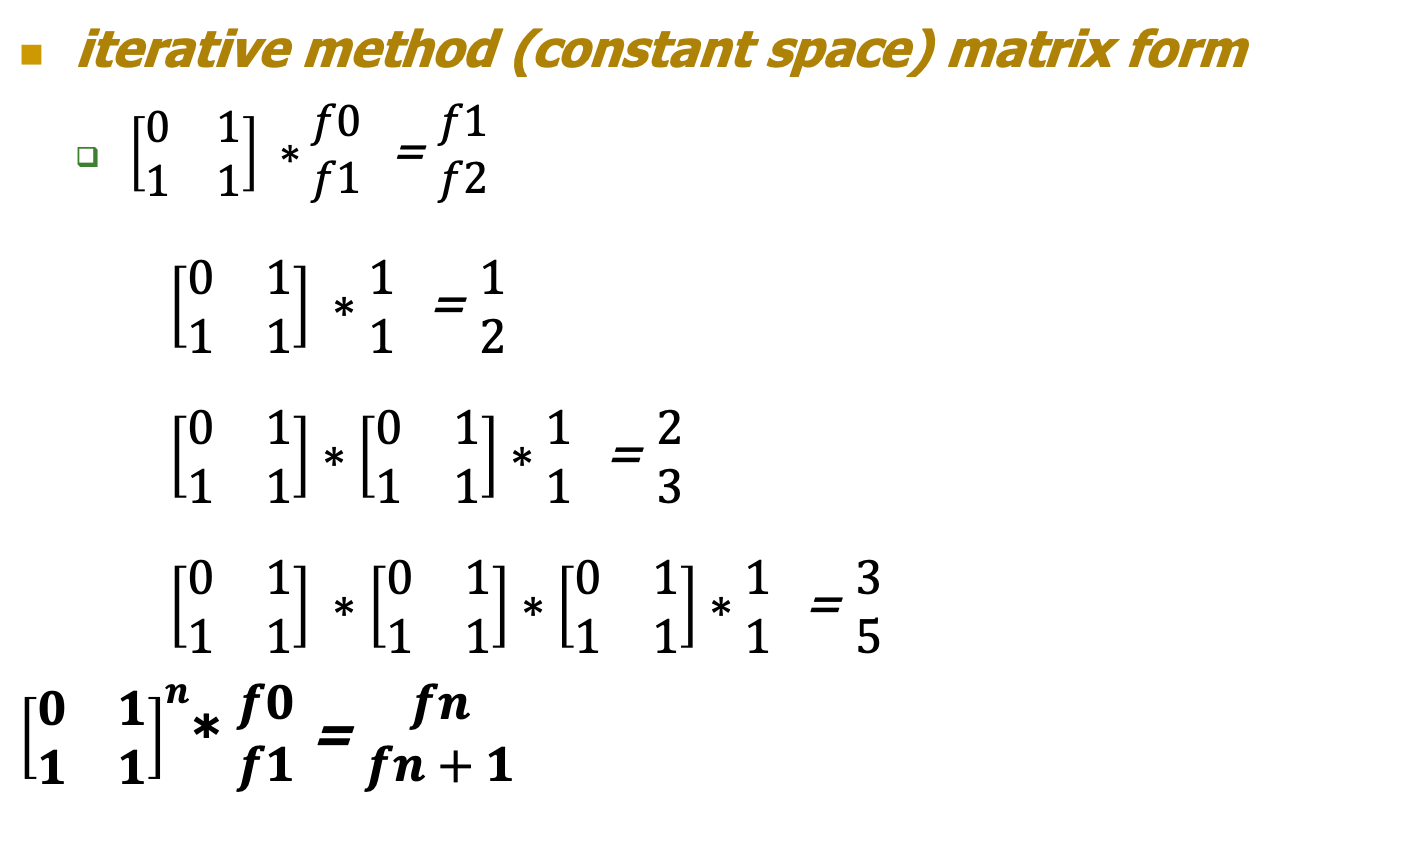 iterative method (constant space) matrix form
[0 1
1 1] * f0
f1 = f1
f2
[0 1
1 1] * 1
1 = 1
2
[0 1
1 1] * [0 1
1 1] * 1
1 = 2
3
[0 1
1 1] * [0 1
1 1] * [0 1
1 1] * 1
1 = 3
5
[0 1
1 1]^n * f0
f1 = fn
fn + 1